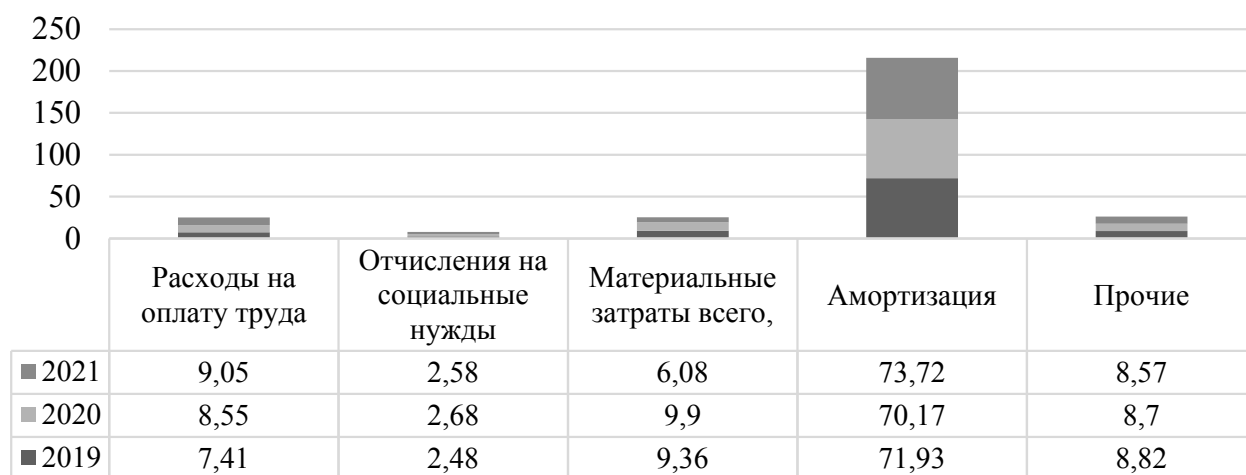 250
200
150
100
50
0
Расходы на
оплату труда
Отчисления на
социальные
нужды
Материальные
затраты всего,
Амортизация
Прочие
2021 9,05 2,58 6,08 73,72 8,57
2020 8,55 2,68 9,9 70,17 8,7
2019 7,41 2,48 9,36 71,93 8,82